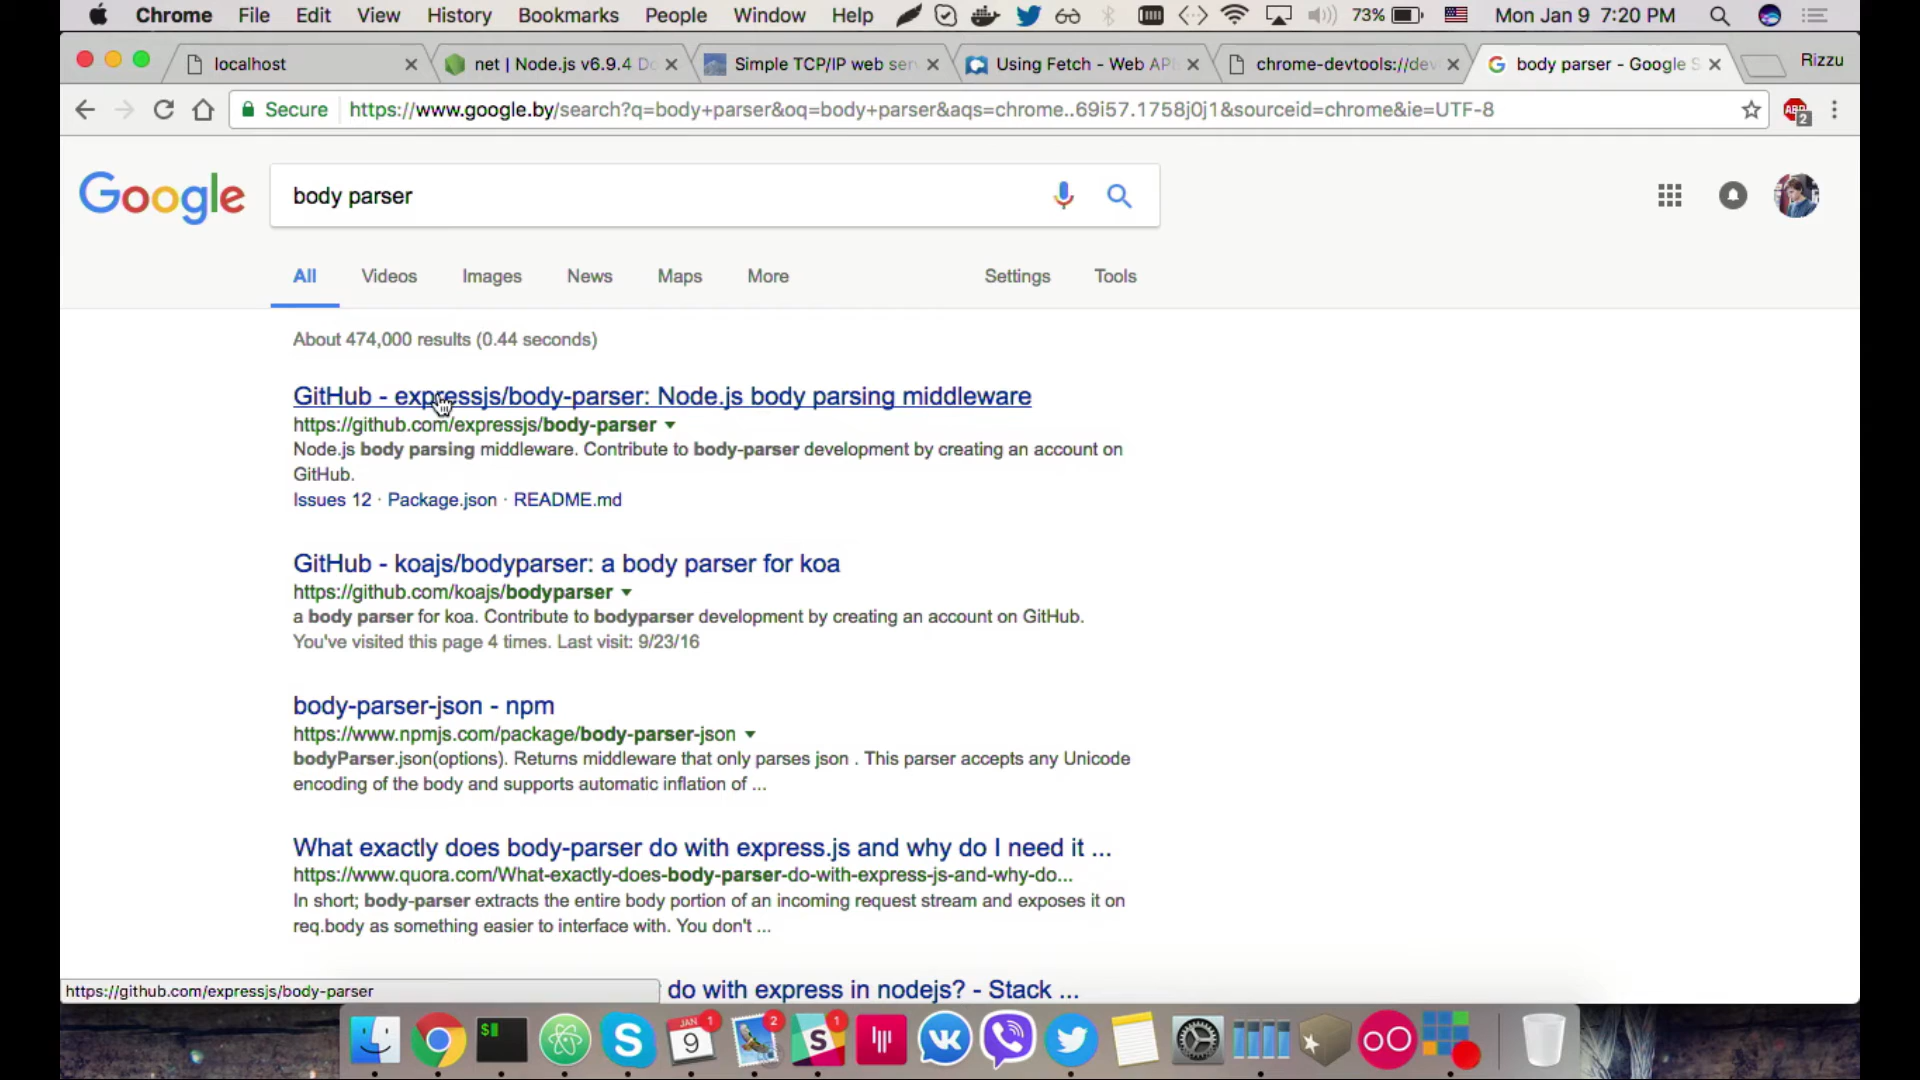 Chrome File Edit View History Bookmarks People Window Help 73% Mon Jan 9 7:20 PM
localhost net | Node.js v6.9.4 Do Simple TCP/IP web serv Using Fetch - Web API chrome-devtools://dev body parser - Google S Rizzu
Secure https://www.google.by/search?q=body+parser&oq=body+parser&aqs=chrome..69i57.1758j0j1&sourceid=chrome&ie=UTF-8 ABP 2
Google body parser
All Videos Images News Maps More Settings Tools
About 474,000 results (0.44 seconds)
GitHub - expressjs/body-parser: Node.js body parsing middleware
https://github.com/expressjs/body-parser
Node.js body parsing middleware. Contribute to body-parser development by creating an account on
GitHub.
Issues 12 · Package.json · README.md
GitHub - koajs/bodyparser: a body parser for koa
https://github.com/koajs/bodyparser
a body parser for koa. Contribute to bodyparser development by creating an account on GitHub.
You've visited this page 4 times. Last visit: 9/23/16
body-parser-json - npm
https://www.npmjs.com/package/body-parser-json
bodyParser.json(options). Returns middleware that only parses json . This parser accepts any Unicode
encoding of the body and supports automatic inflation of ...
What exactly does body-parser do with express.js and why do I need it ...
https://www.quora.com/What-exactly-does-body-parser-do-with-express-js-and-why-do...
In short; body-parser extracts the entire body portion of an incoming request stream and exposes it on
req.body as something easier to interface with. You don't ...
https://github.com/expressjs/body-parser do with express in nodejs? - Stack ...
$ JAN 9 1 2 S 1